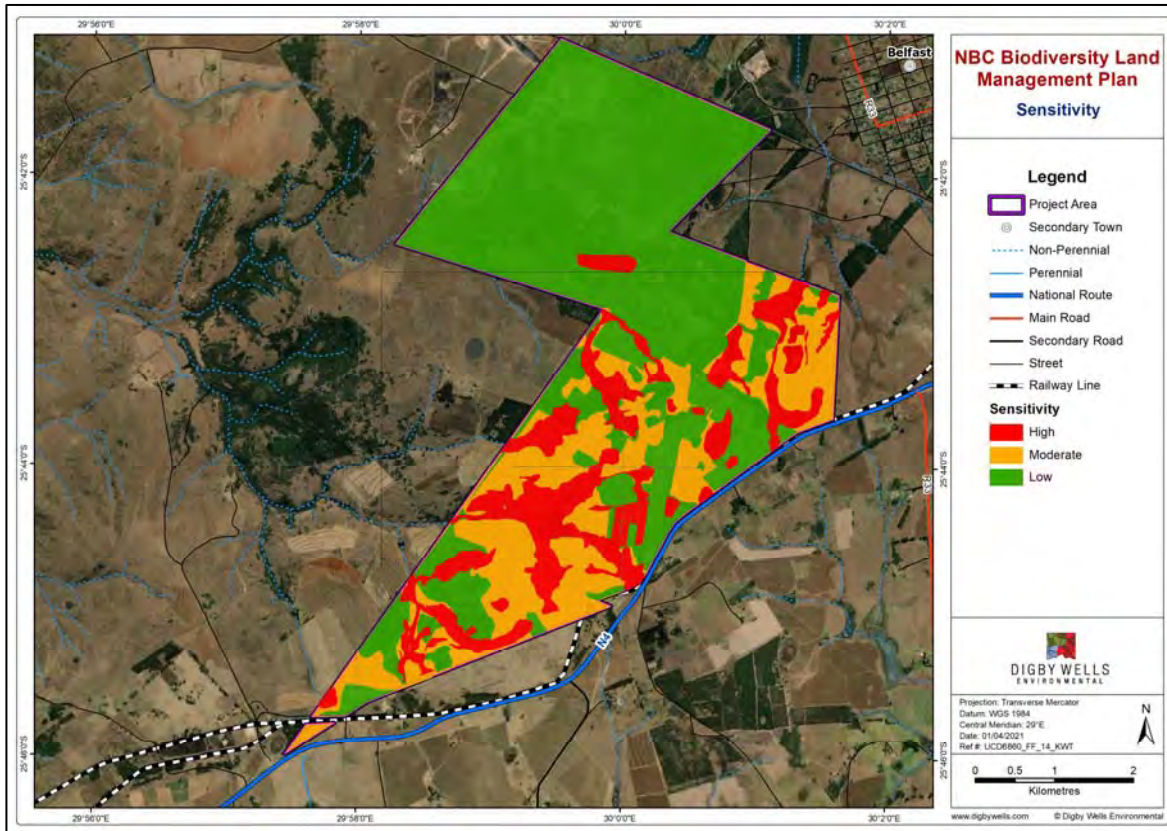 29°56'0"E
29°58'0"E
30°0'0"E
30°2'0"E
Belfast
R33
25°42'0"S
25°42'0"S
25°44'0"S
25°44'0"S
R33
N4
25°46'0"S
25°46'0"S
29°56'0"E
29°58'0"E
30°0'0"E
30°2'0"E
NBC Biodiversity Land
Management Plan
Sensitivity
Legend
Project Area
Secondary Town
Non-Perennial
Perennial
National Route
Main Road
Secondary Road
Street
Railway Line
Sensitivity
High
Moderate
Low
DIGBY WELLS
ENVIRONMENTAL
Projection: Transverse Mercator
Datum: WGS 1984
Central Meridian: 29°E
Date: 01/04/2021
Ref #: UCD6860_FF_14_KWT
N
0 0.5 1 2
Kilometres
www.digbywells.com © Digby Wells Environmental